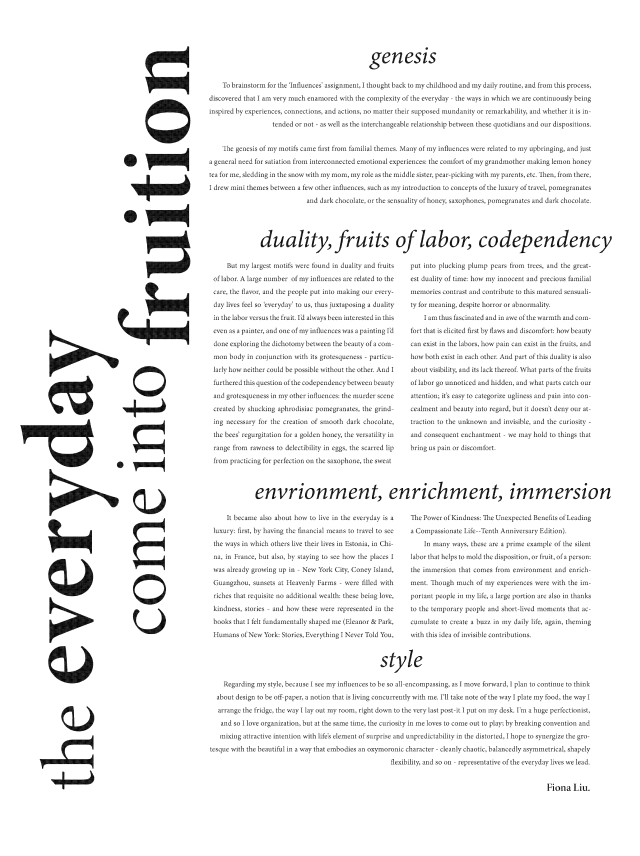 the everyday
come into fruition
genesis
To brainstorm for the 'Influences' assignment, I thought back to my childhood and my daily routine, and from this process,
discovered that I am very much enamored with the complexity of the everyday - the ways in which we are continuously being
inspired by experiences, connections, and actions, no matter their supposed mundanity or remarkability, and whether it is in-
tended or not - as well as the interchangeable relationship between these quotidians and our dispositions.
The genesis of my motifs came first from familial themes. Many of my influences were related to my upbringing, and just
a general need for satiation from interconnected emotional experiences: the comfort of my grandmother making lemon honey
tea for me, sledding in the snow with my mom, my role as the middle sister, pear-picking with my parents, etc. Then, from there,
I drew mini themes between a few other influences, such as my introduction to concepts of the luxury of travel, pomegranates
and dark chocolate, or the sensuality of honey, saxophones, pomegranates and dark chocolate.
duality, fruits of labor, codependency
But my largest motifs were found in duality and fruits
of labor. A large number of my influences are related to the
care, the flavor, and the people put into making our every-
day lives feel so 'everyday' to us, thus juxtaposing a duality
in the labor versus the fruit. I'd always been interested in this
even as a painter, and one of my influences was a painting I'd
done exploring the dichotomy between the beauty of a com-
mon body in conjunction with its grotesqueness - particu-
larly how neither could be possible without the other. And I
furthered this question of the codependency between beauty
and grotesqueness in my other influences: the murder scene
created by shucking aphrodisiac pomegranates, the grind-
ing necessary for the creation of smooth dark chocolate,
the bees' regurgitation for a golden honey, the versatility in
range from rawness to delectibility in eggs, the scarred lip
from practicing for perfection on the saxophone, the sweat
put into plucking plump pears from trees, and the great-
est duality of time: how my innocent and precious familial
memories contrast and contribute to this matured sensuali-
ty for meaning, despite horror or abnormality.
I am thus fascinated and in awe of the warmth and com-
fort that is elicited first by flaws and discomfort: how beauty
can exist in the labors, how pain can exist in the fruits, and
how both exist in each other. And part of this duality is also
about visibility, and its lack thereof. What parts of the fruits
of labor go unnoticed and hidden, and what parts catch our
attention; it's easy to categorize ugliness and pain into con-
cealment and beauty into regard, but it doesn't deny our at-
traction to the unknown and invisible, and the curiosity -
and consequent enchantment - we may hold to things that
bring us pain or discomfort.
envrionment, enrichment, immersion
It became also about how to live in the everyday is a
luxury: first, by having the financial means to travel to see
the ways in which others live their lives in Estonia, in Chi-
na, in France, but also, by staying to see how the places I
was already growing up in - New York City, Coney Island,
Guangzhou, sunsets at Heavenly Farms - were filled with
riches that requisite no additional wealth: these being love,
kindness, stories - and how these were represented in the
books that I felt fundamentally shaped me (Eleanor & Park,
Humans of New York: Stories, Everything I Never Told You,
The Power of Kindness: The Unexpected Benefits of Leading
a Compassionate Life--Tenth Anniversary Edition).
In many ways, these are a prime example of the silent
labor that helps to mold the disposition, or fruit, of a person:
the immersion that comes from environment and enrich-
ment. Though much of my experiences were with the im-
portant people in my life, a large portion are also in thanks
to the temporary people and short-lived moments that ac-
cumulate to create a buzz in my daily life, again, theming
with this idea of invisible contributions.
style
Regarding my style, because I see my influences to be so all-encompassing, as I move forward, I plan to continue to think
about design to be off-paper, a notion that is living concurrently with me. I'll take note of the way I plate my food, the way I
arrange the fridge, the way I lay out my room, right down to the very last post-it I put on my desk. I'm a huge perfectionist,
and so I love organization, but at the same time, the curiosity in me loves to come out to play: by breaking convention and
mixing attractive intention with life's element of surprise and unpredictability in the distorted, I hope to synergize the gro-
tesque with the beautiful in a way that embodies an oxymoronic character - cleanly chaotic, balancedly asymmetrical, shapely
flexibility, and so on - representative of the everyday lives we lead.
Fiona Liu.